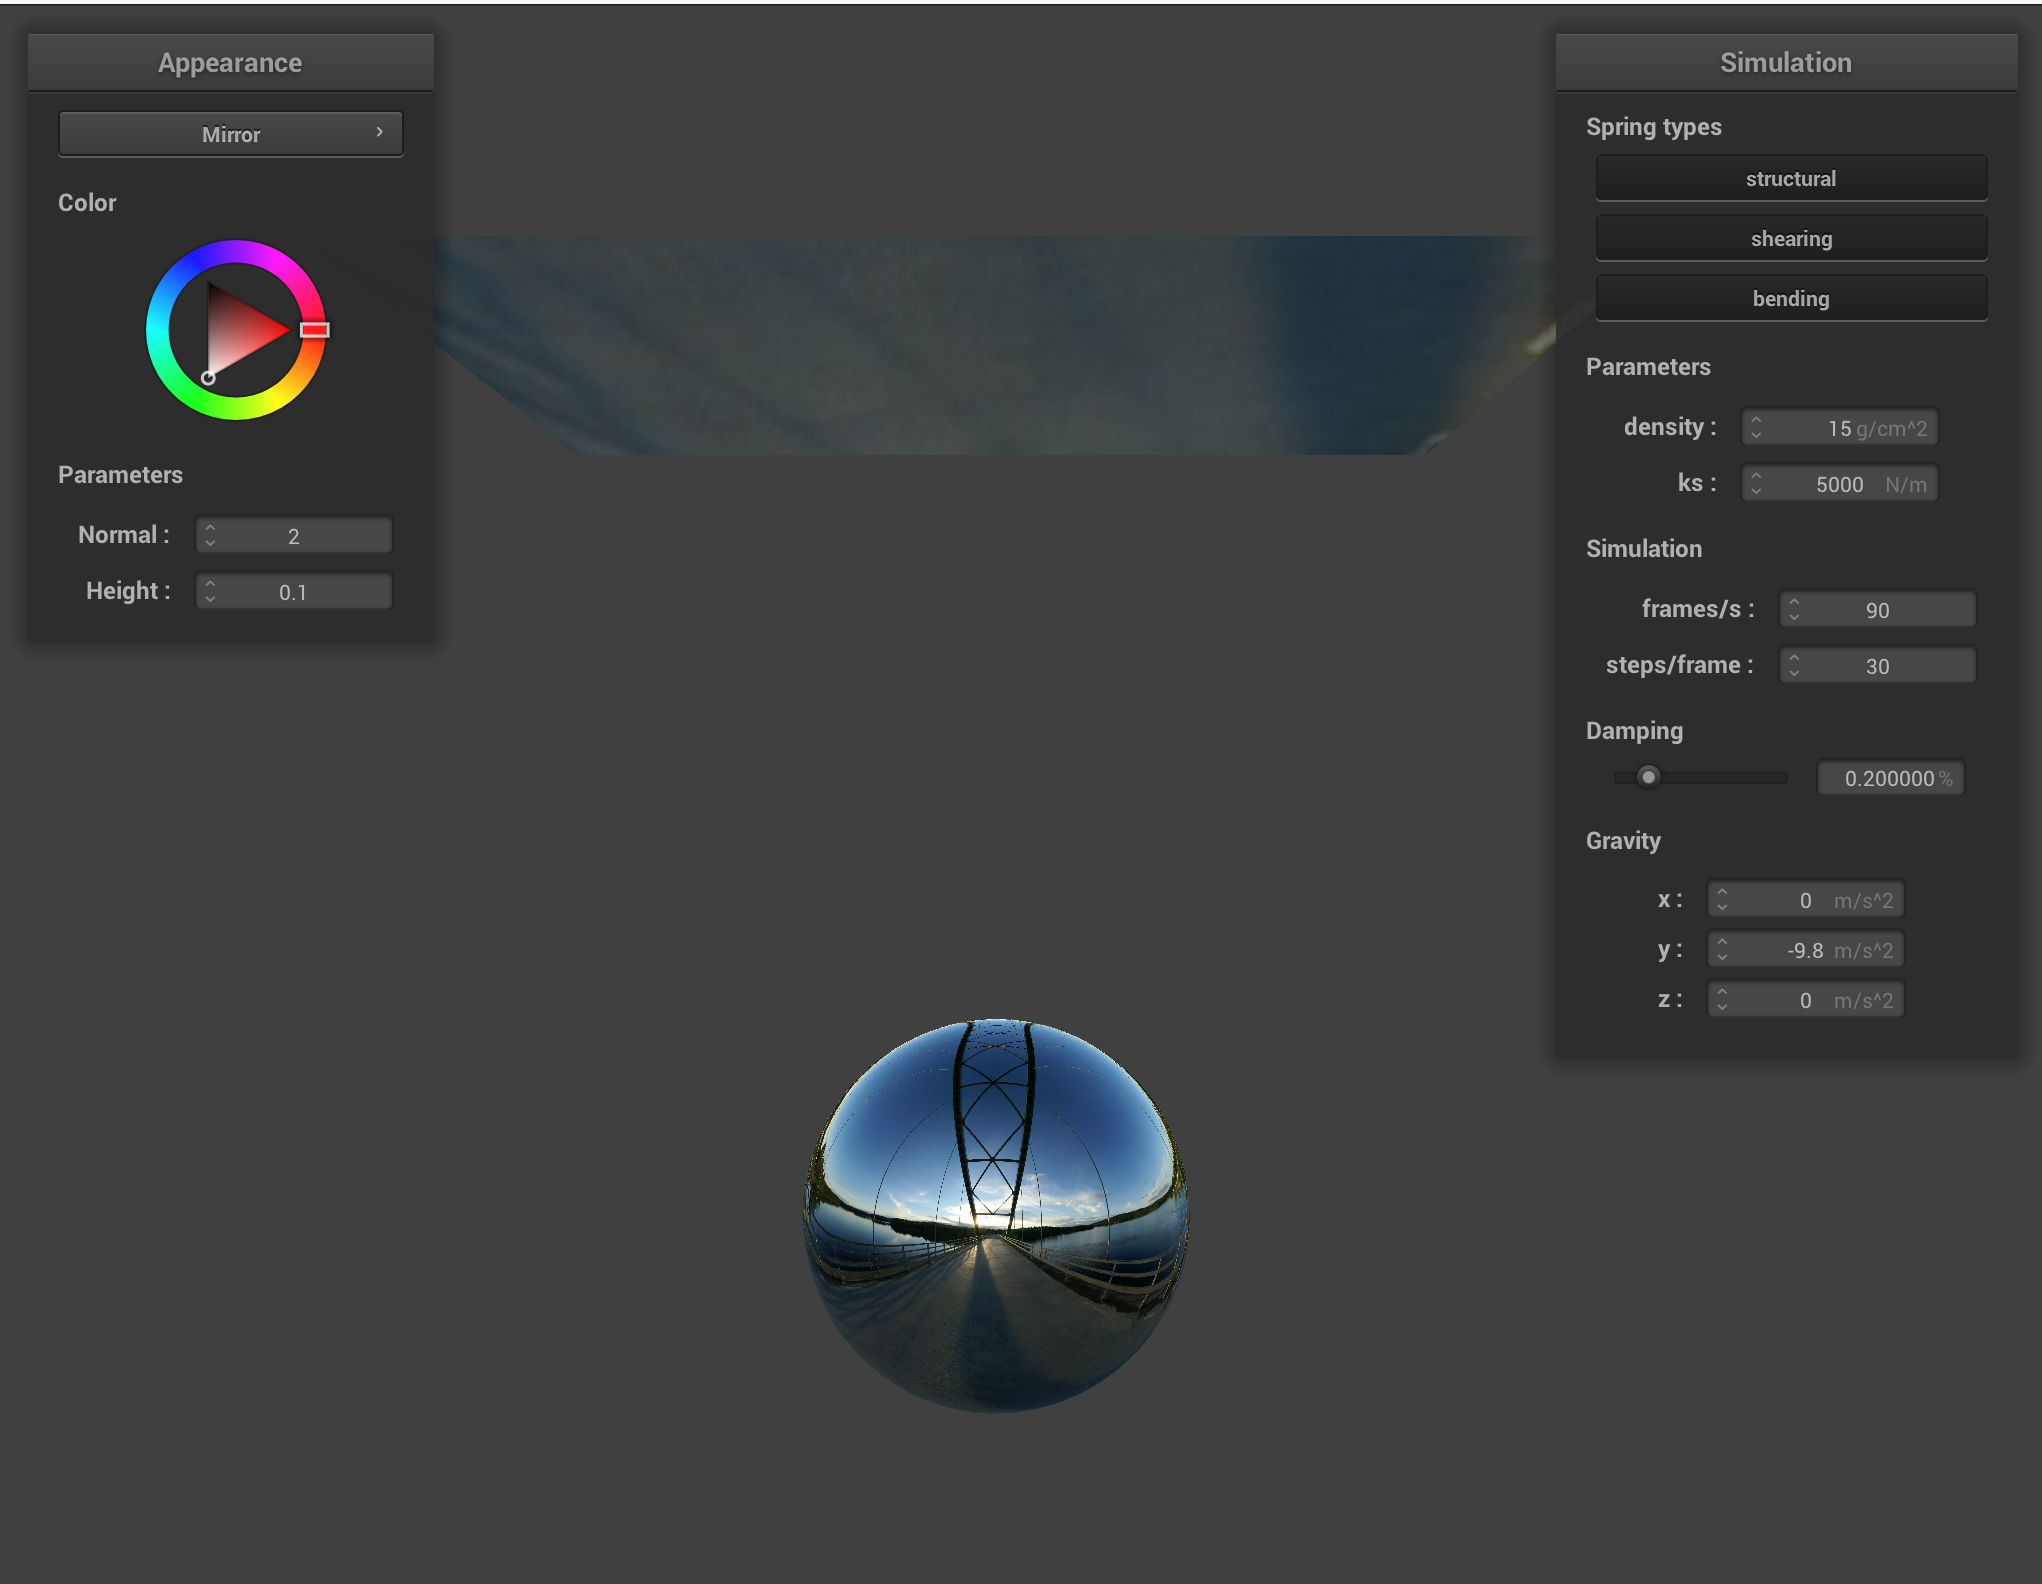 Appearance
Mirror
Color
Parameters
Normal : 2
Height : 0.1
Simulation
Spring types
structural
shearing
bending
Parameters
density : 15 g/cm^2
ks : 5000 N/m
Simulation
frames/s : 90
steps/frame : 30
Damping
0.200000 %
Gravity
x : 0 m/s^2
y : -9.8 m/s^2
z : 0 m/s^2